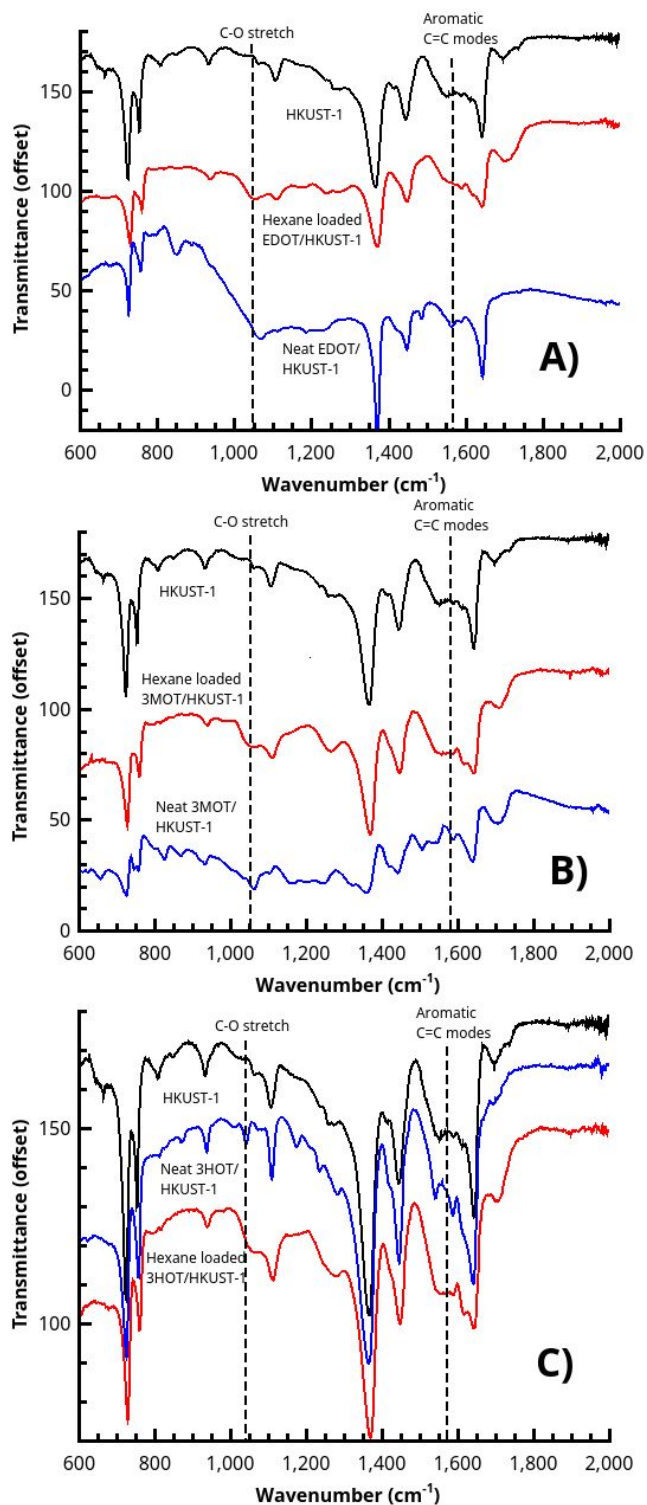 C-O stretch
Aromatic
C=C modes
150
100
50
0
HKUST-1
Hexane loaded
EDOT/HKUST-1
Neat EDOT/
HKUST-1
A)
Transmittance (offset)
600 800 1,000 1,200 1,400 1,600 1,800 2,000
Wavenumber (cm-1)
C-O stretch
Aromatic
C=C modes
150
100
50
0
HKUST-1
Hexane loaded
3MOT/HKUST-1
Neat 3MOT/
HKUST-1
B)
Transmittance (offset)
600 800 1,000 1,200 1,400 1,600 1,800 2,000
Wavenumber (cm-1)
C-O stretch
Aromatic
C=C modes
150
100
HKUST-1
Neat 3HOT/
HKUST-1
Hexane loaded
3HOT/HKUST-1
C)
Transmittance (offset)
600 800 1,000 1,200 1,400 1,600 1,800 2,000
Wavenumber (cm-1)